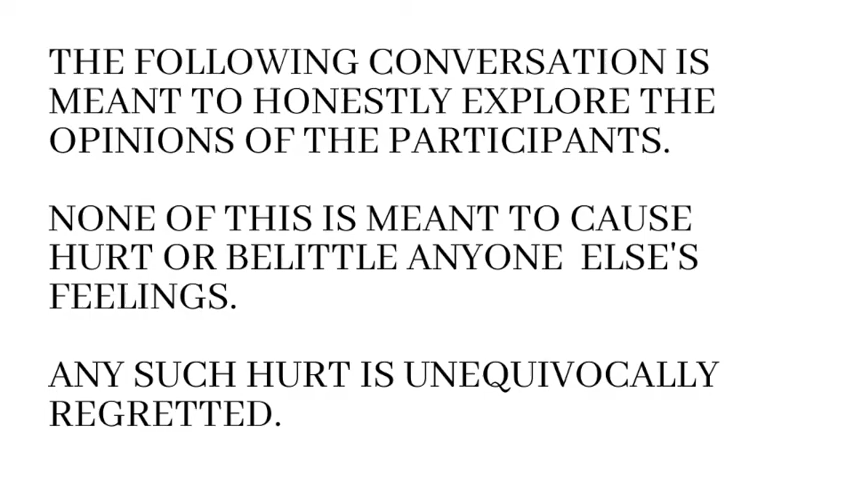 THE FOLLOWING CONVERSATION IS
MEANT TO HONESTLY EXPLORE THE
OPINIONS OF THE PARTICIPANTS.
NONE OF THIS IS MEANT TO CAUSE
HURT OR BELITTLE ANYONE ELSE'S
FEELINGS.
ANY SUCH HURT IS UNEQUIVOCALLY
REGRETTED.